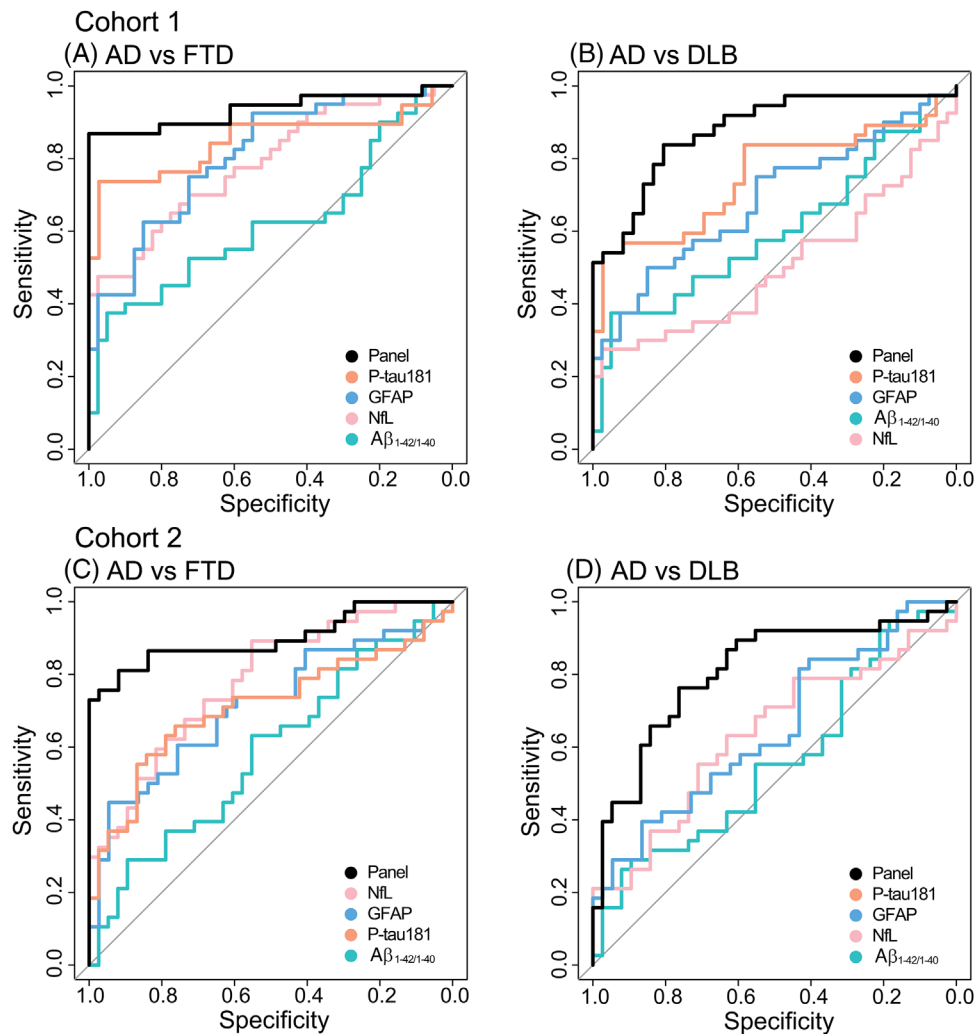 Cohort 1
(A) AD vs FTD
1.0
0.8
0.6
0.4
0.2
0.0
Sensitivity
Panel
P-tau181
GFAP
NfL
Aβ1-42/1-40
1.0 0.8 0.6 0.4 0.2 0.0
Specificity
(B) AD vs DLB
1.0
0.8
0.6
0.4
0.2
0.0
Sensitivity
Panel
P-tau181
GFAP
Aβ1-42/1-40
NfL
1.0 0.8 0.6 0.4 0.2 0.0
Specificity
Cohort 2
(C) AD vs FTD
1.0
0.8
0.6
0.4
0.2
0.0
Sensitivity
Panel
NfL
GFAP
P-tau181
Aβ1-42/1-40
1.0 0.8 0.6 0.4 0.2 0.0
Specificity
(D) AD vs DLB
1.0
0.8
0.6
0.4
0.2
0.0
Sensitivity
Panel
P-tau181
GFAP
NfL
Aβ1-42/1-40
1.0 0.8 0.6 0.4 0.2 0.0
Specificity